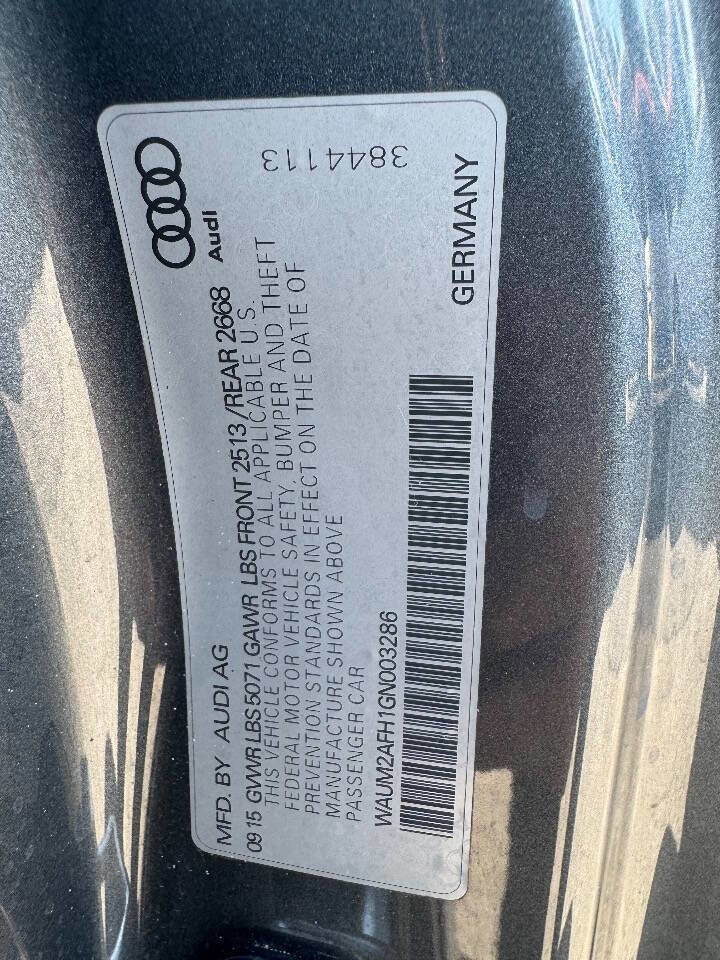 MFD. BY AUDI AG
Audi
09 15 GVWR LBS 5071 GAWR LBS FRONT 2513 /REAR 2668
THIS VEHICLE CONFORMS TO ALL APPLICABLE U.S.
FEDERAL MOTOR VEHICLE SAFETY, BUMPER AND THEFT
PREVENTION STANDARDS IN EFFECT ON THE DATE OF
MANUFACTURE SHOWN ABOVE
PASSENGER CAR
WAUM2AFH1GN003286
GERMANY
3844113